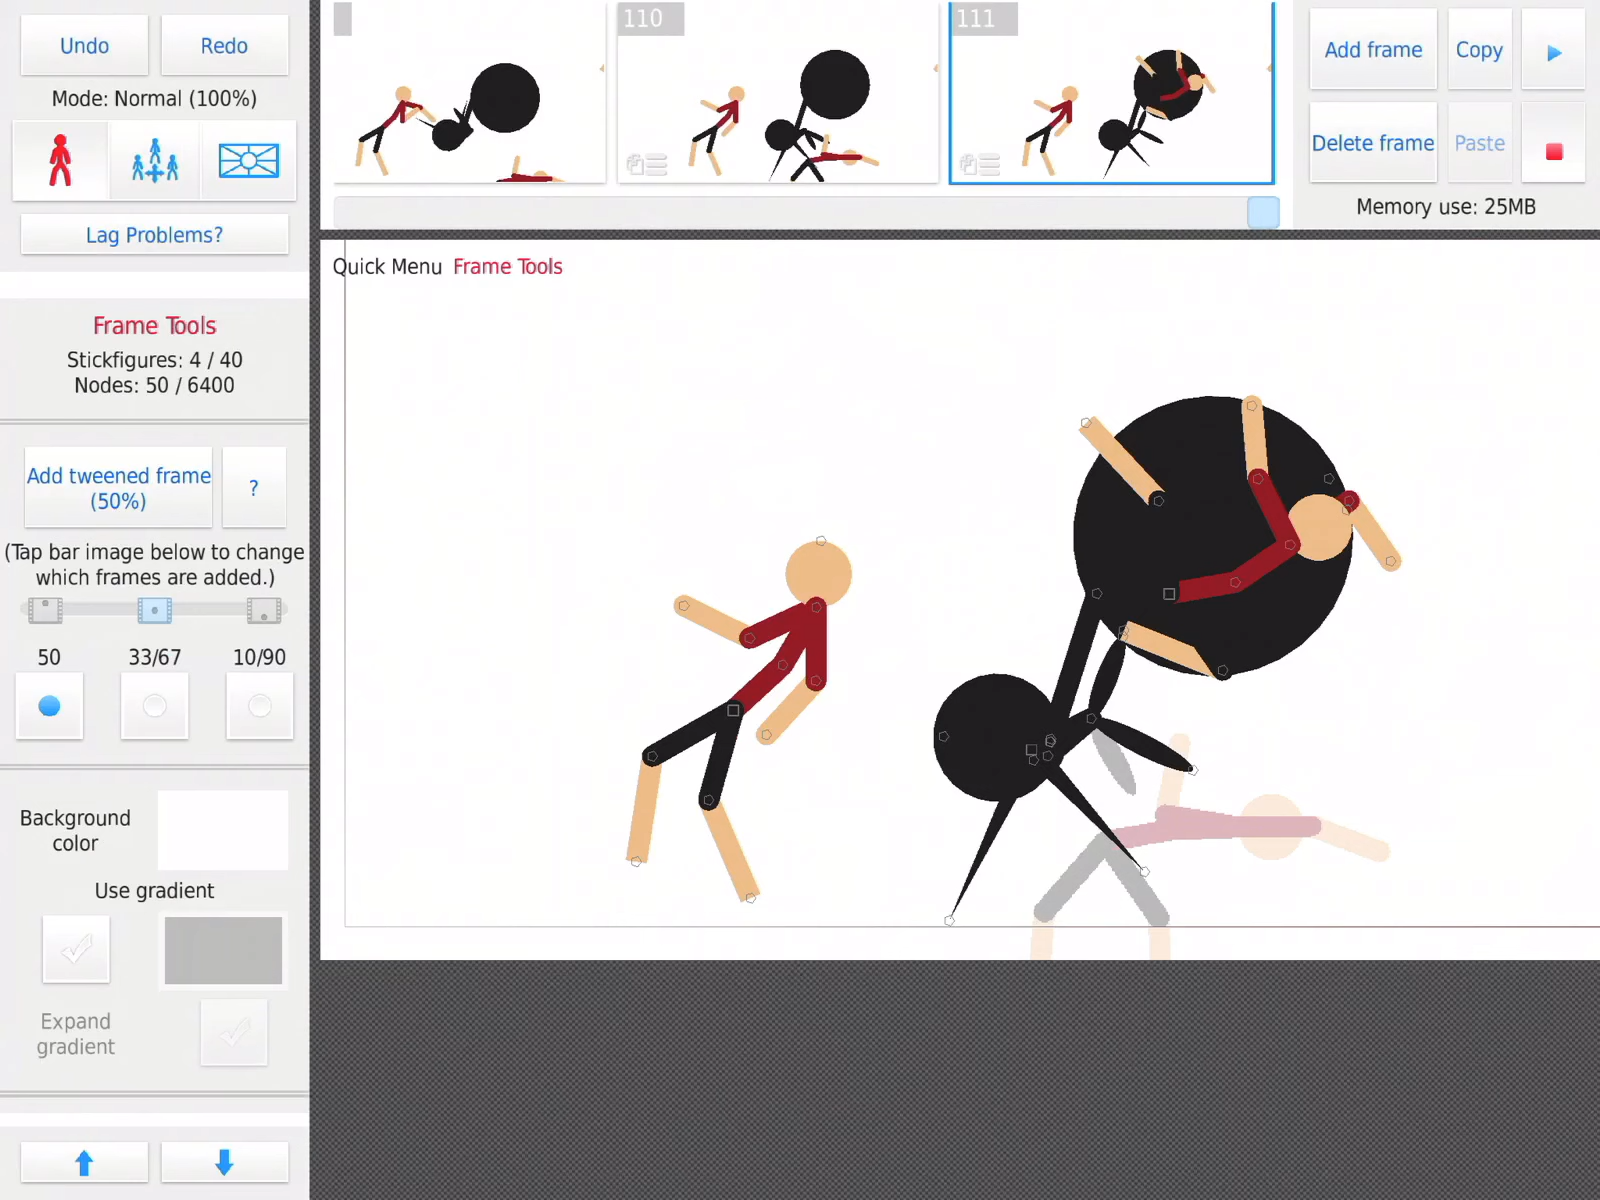 Undo
Redo
Mode: Normal (100%)
Lag Problems?
110
111
Add frame
Copy
Delete frame
Paste
Memory use: 25MB
Quick Menu Frame Tools
Frame Tools
Stickfigures: 4 / 40
Nodes: 50 / 6400
Add tweened frame
(50%)
?
(Tap bar image below to change
which frames are added.)
50
33/67
10/90
Background
color
Use gradient
Expand
gradient